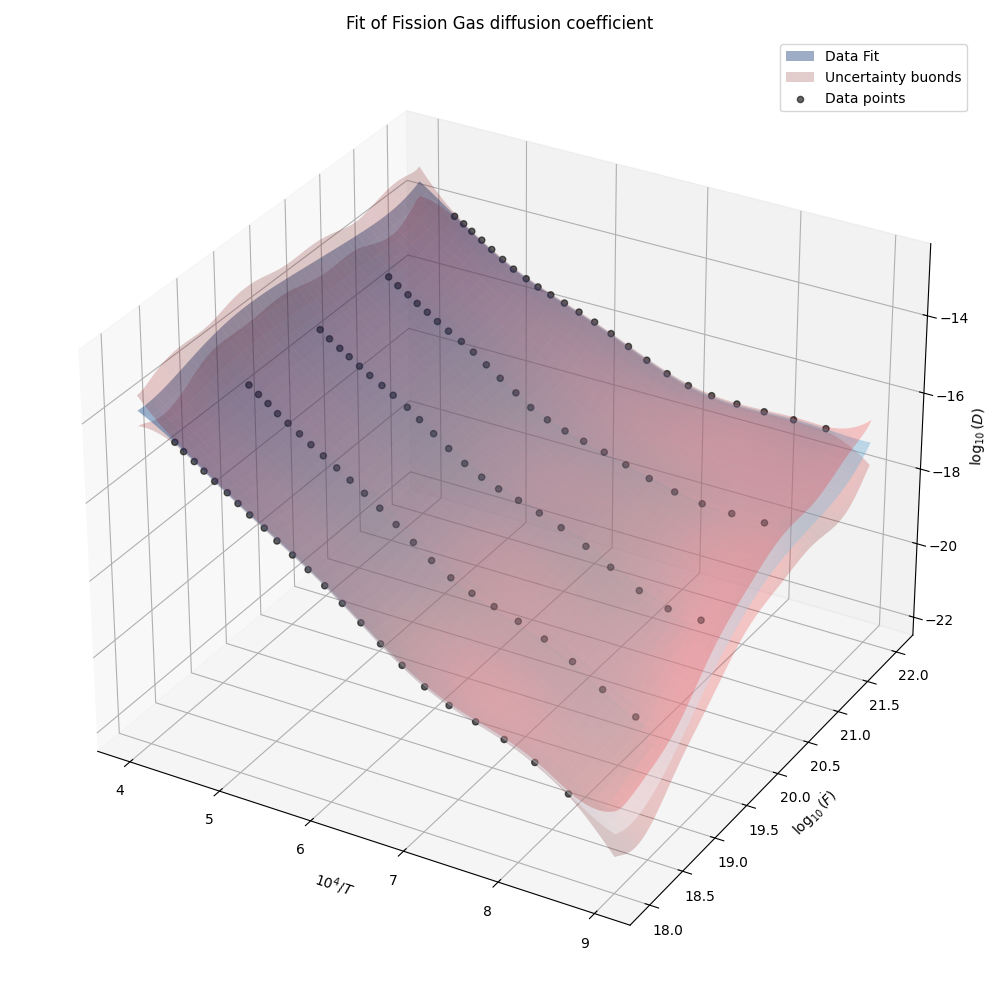 Fit of Fission Gas diffusion coefficient
Data Fit
Uncertainty buonds
Data points
−14
−16
−18
−20
−22
log₁₀(D)
22.0
21.5
21.0
20.5
20.0
19.5
19.0
18.5
18.0
log₁₀(Ḟ)
4
5
6
7
8
9
10⁴/T